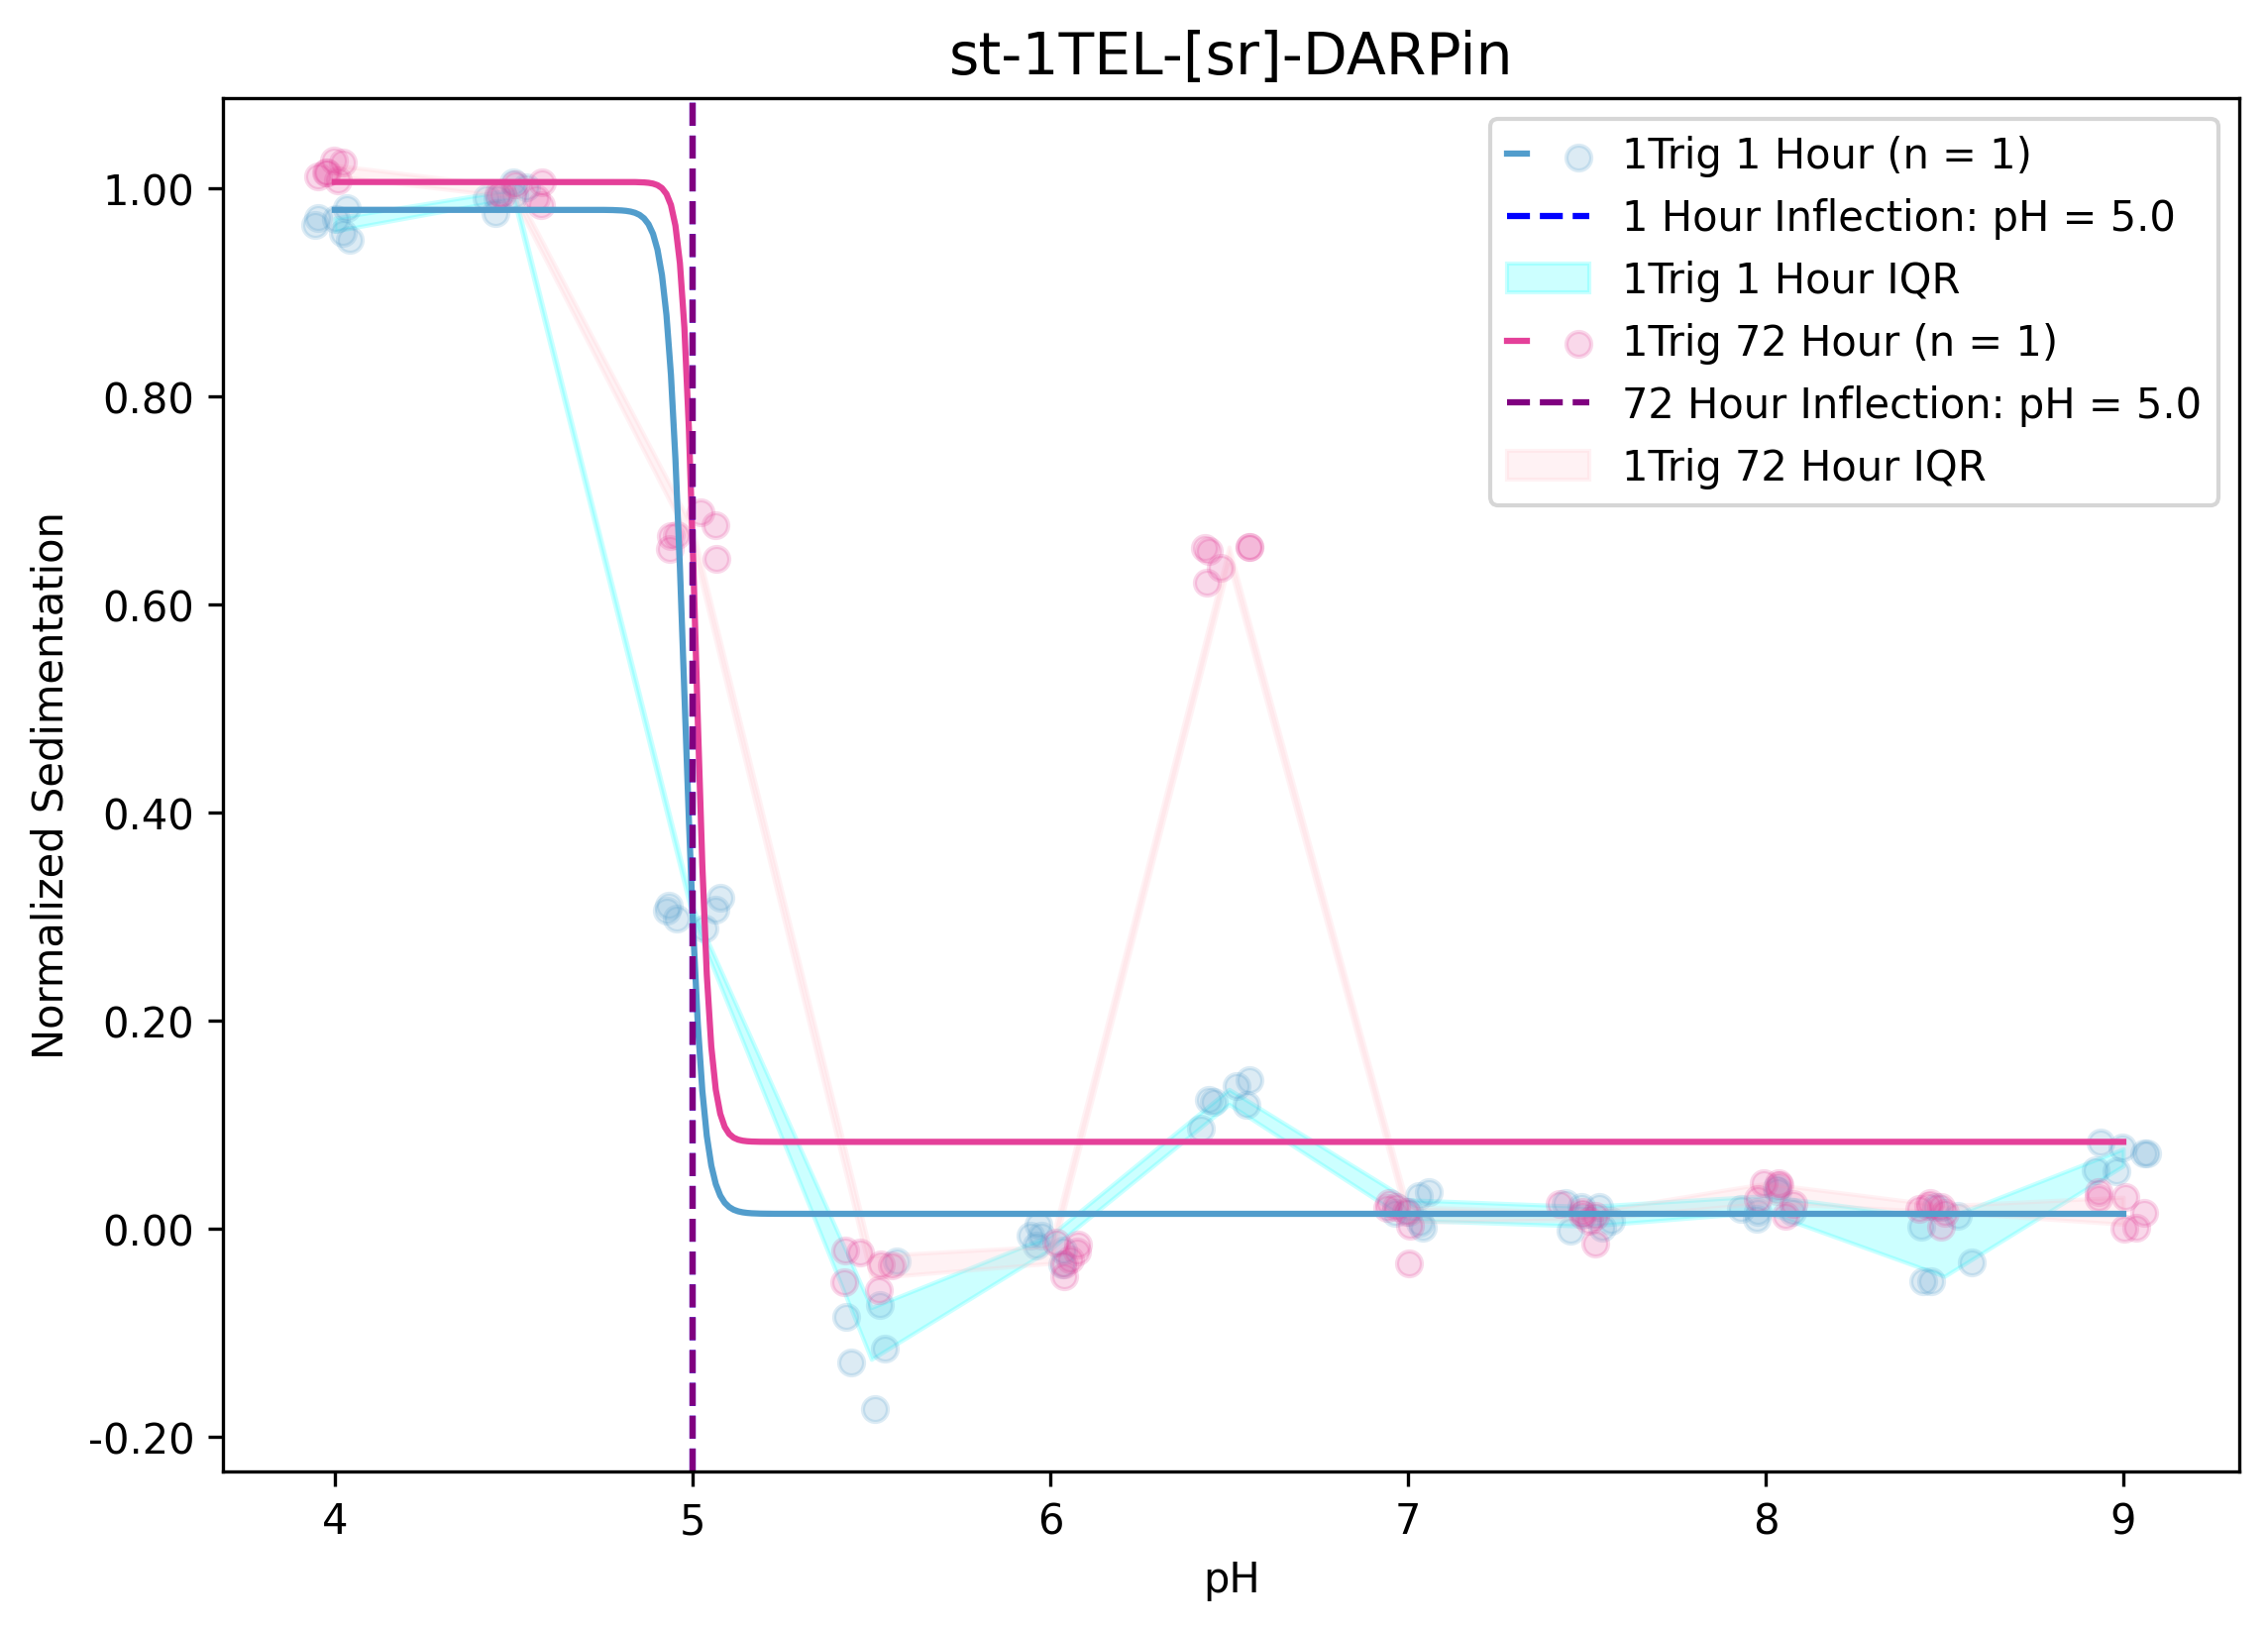 st-1TEL-[sr]-DARPin
1Trig 1 Hour (n = 1)
1 Hour Inflection: pH = 5.0
1Trig 1 Hour IQR
1Trig 72 Hour (n = 1)
72 Hour Inflection: pH = 5.0
1Trig 72 Hour IQR
Normalized Sedimentation
1.00
0.80
0.60
0.40
0.20
0.00
-0.20
4 5 6 7 8 9
pH